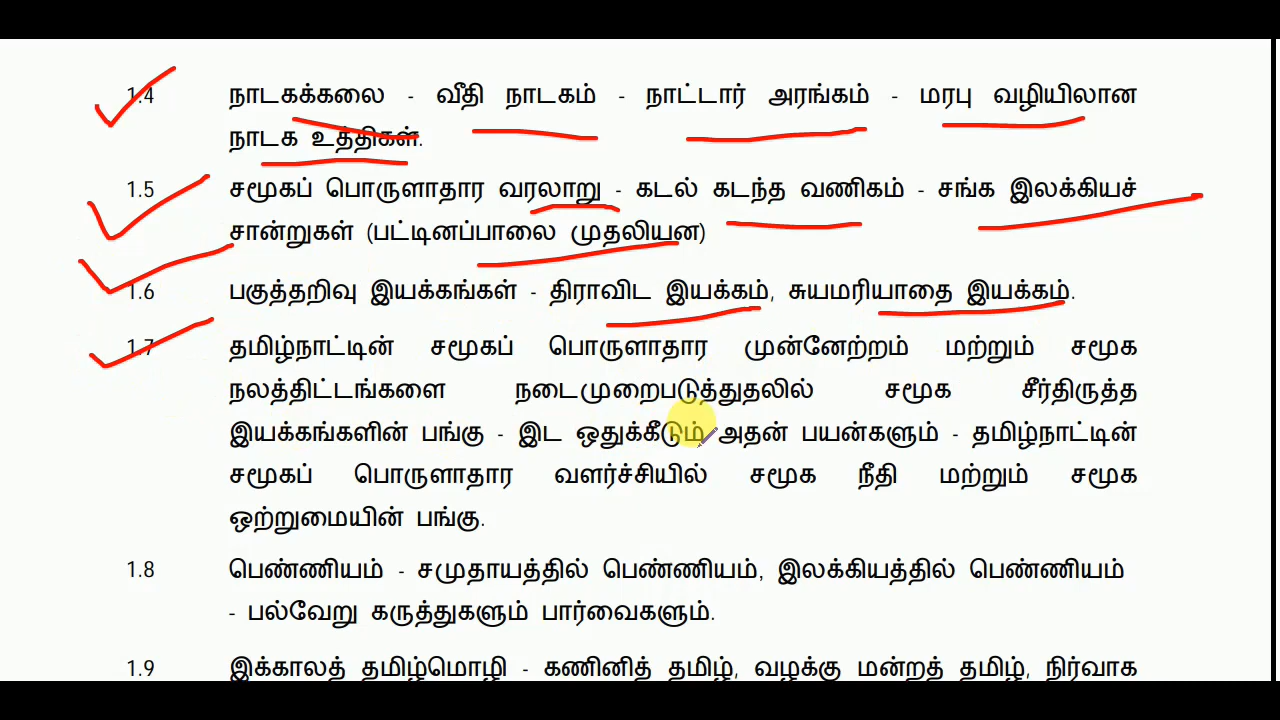 1.4 நாடகக்கலை - வீதி நாடகம் - நாட்டார் அரங்கம் - மரபு வழியிலான
நாடக உத்திகள்.
1.5 சமூகப் பொருளாதார வரலாறு - கடல் கடந்த வணிகம் - சங்க இலக்கியச்
சான்றுகள் (பட்டினப்பாலை முதலியன)
1.6 பகுத்தறிவு இயக்கங்கள் - திராவிட இயக்கம், சுயமரியாதை இயக்கம்.
1.7 தமிழ்நாட்டின் சமூகப் பொருளாதார முன்னேற்றம் மற்றும் சமூக
நலத்திட்டங்களை நடைமுறைபடுத்துதலில் சமூக சீர்திருத்த
இயக்கங்களின் பங்கு - இட ஒதுக்கீடும் அதன் பயன்களும் - தமிழ்நாட்டின்
சமூகப் பொருளாதார வளர்ச்சியில் சமூக நீதி மற்றும் சமூக
ஒற்றுமையின் பங்கு.
1.8 பெண்ணியம் - சமுதாயத்தில் பெண்ணியம், இலக்கியத்தில் பெண்ணியம்
- பல்வேறு கருத்துகளும் பார்வைகளும்.
1.9 இக்காலத் தமிழ்மொழி - கணினித் தமிழ், வழக்கு மன்றத் தமிழ், நிர்வாக